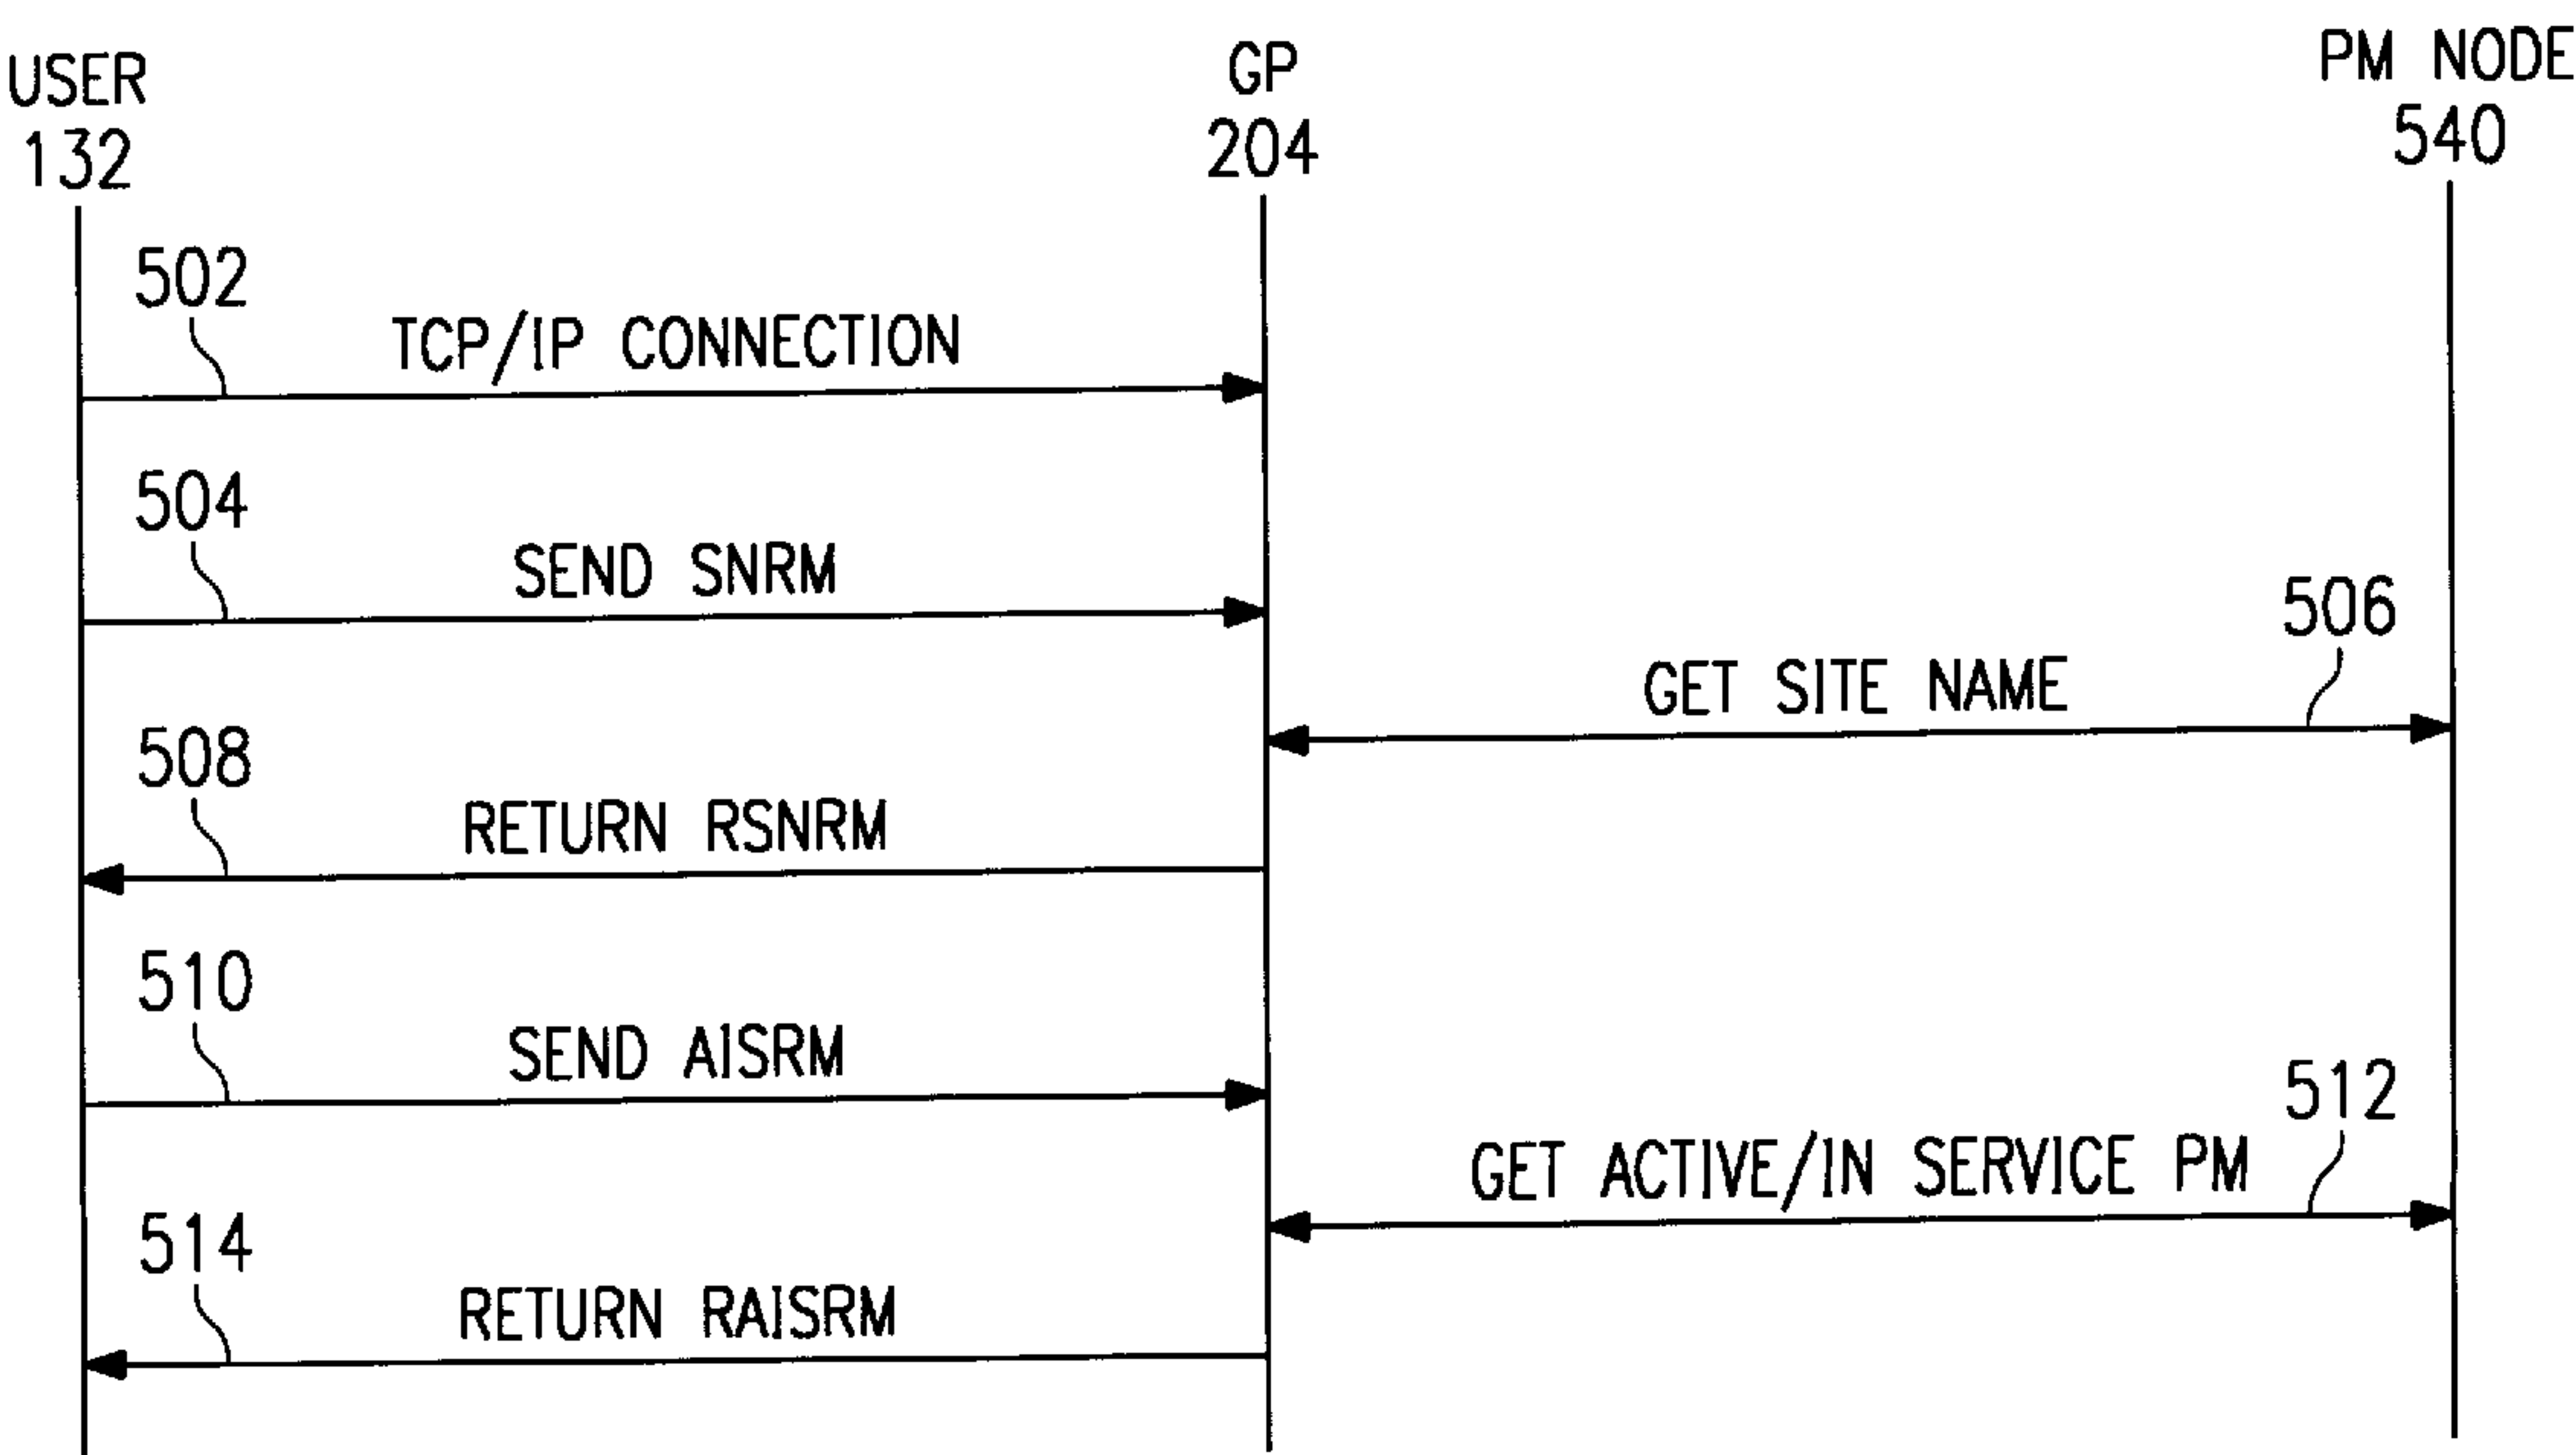 USER
132
GP
204
PM NODE
540
502
TCP/IP CONNECTION
504
SEND SNRM
506
GET SITE NAME
508
RETURN RSNRM
510
SEND AISRM
512
GET ACTIVE/IN SERVICE PM
514
RETURN RAISRM